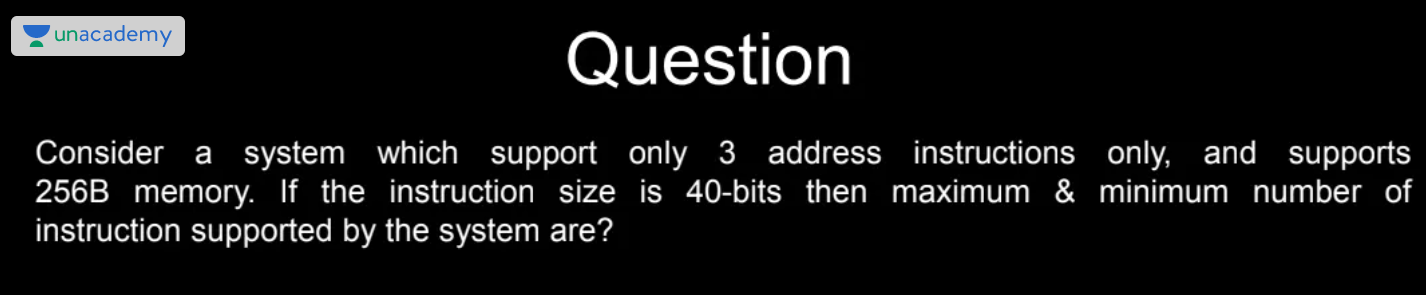 unacademy
Question
Consider a system which support only 3 address instructions only, and supports
256B memory. If the instruction size is 40-bits then maximum & minimum number of
instruction supported by the system are?